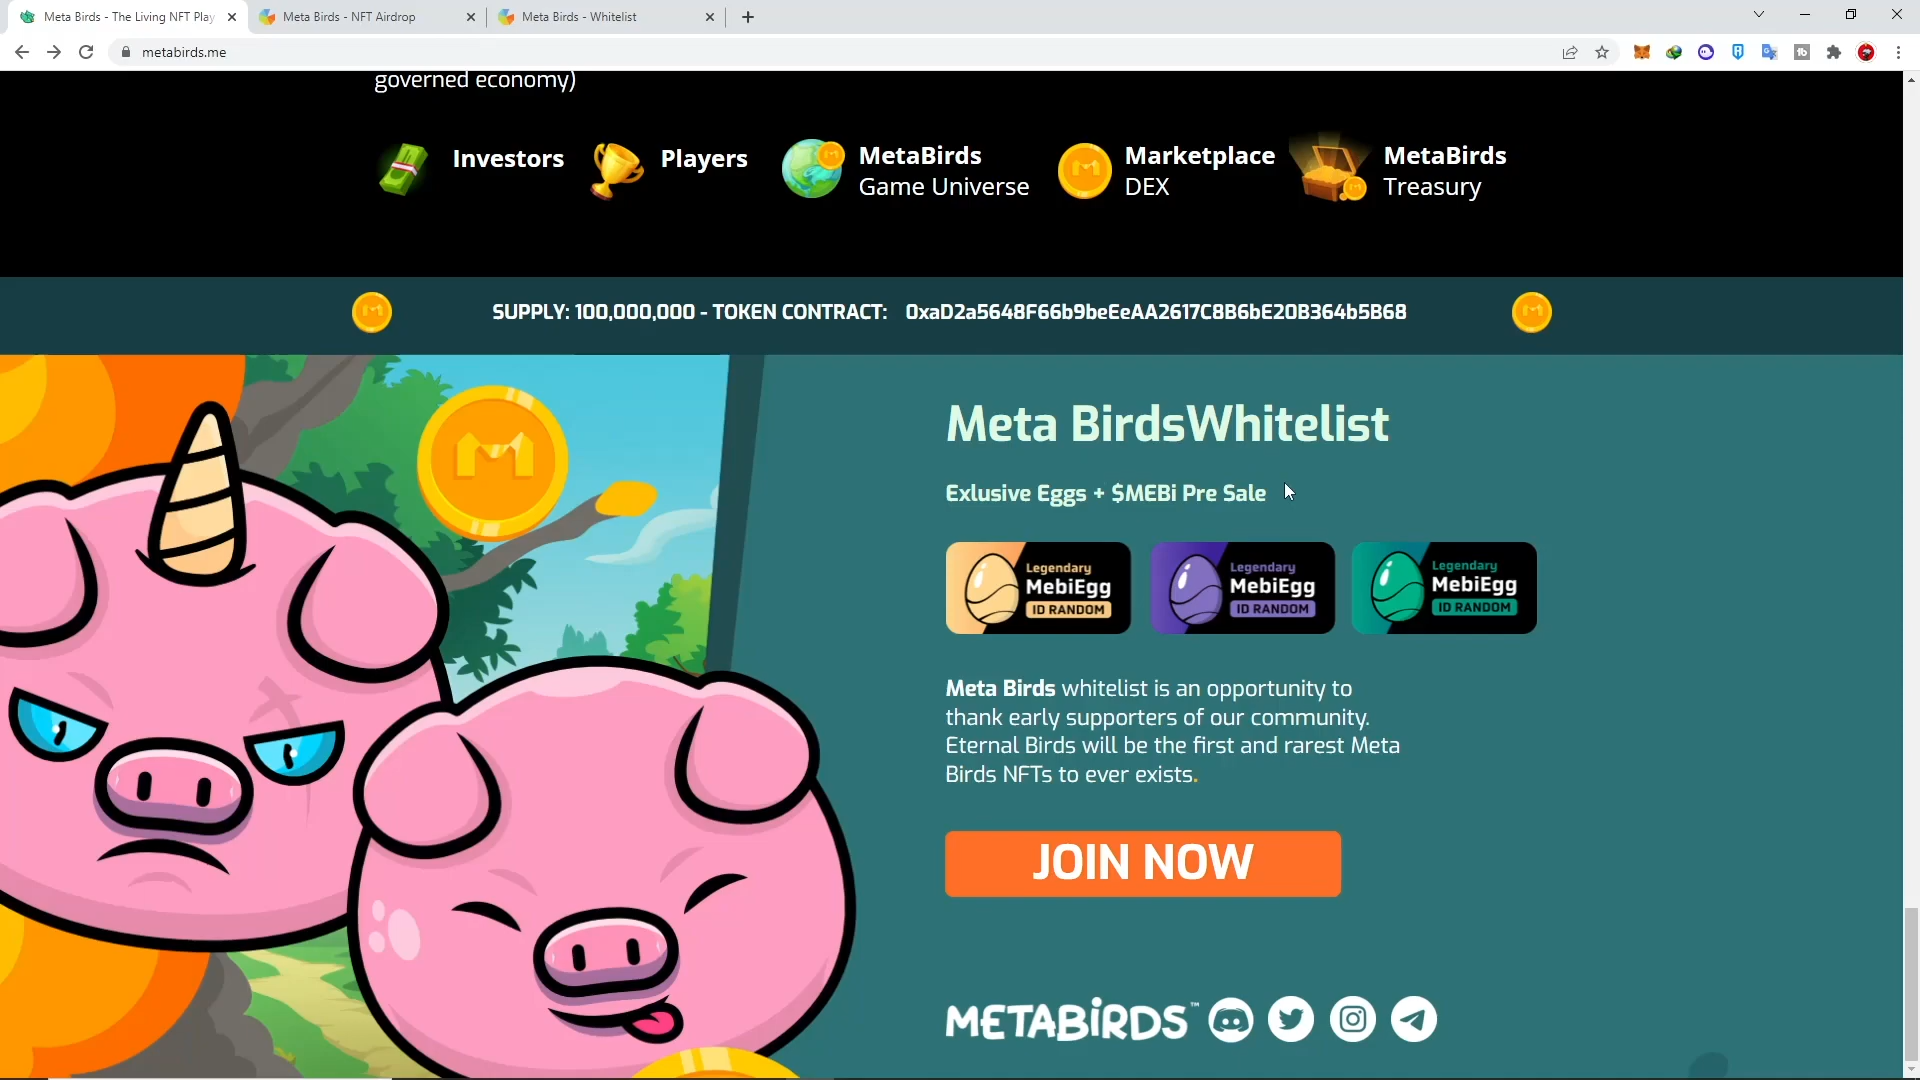 Meta Birds - The Living NFT Play
Meta Birds - NFT Airdrop
Meta Birds - Whitelist
metabirds.me
governed economy)
Investors
Players
MetaBirds
Game Universe
Marketplace
DEX
MetaBirds
Treasury
SUPPLY: 100,000,000 - TOKEN CONTRACT: 0xaD2a5648F66b9beEeAA2617C8B6bE20B364b5B68
Meta BirdsWhitelist
Exlusive Eggs + $MEBi Pre Sale
Legendary
MebiEgg
ID RANDOM
Legendary
MebiEgg
ID RANDOM
Legendary
MebiEgg
ID RANDOM
Meta Birds whitelist is an opportunity to
thank early supporters of our community.
Eternal Birds will be the first and rarest Meta
Birds NFTs to ever exists.
JOIN NOW
METABiRDS™